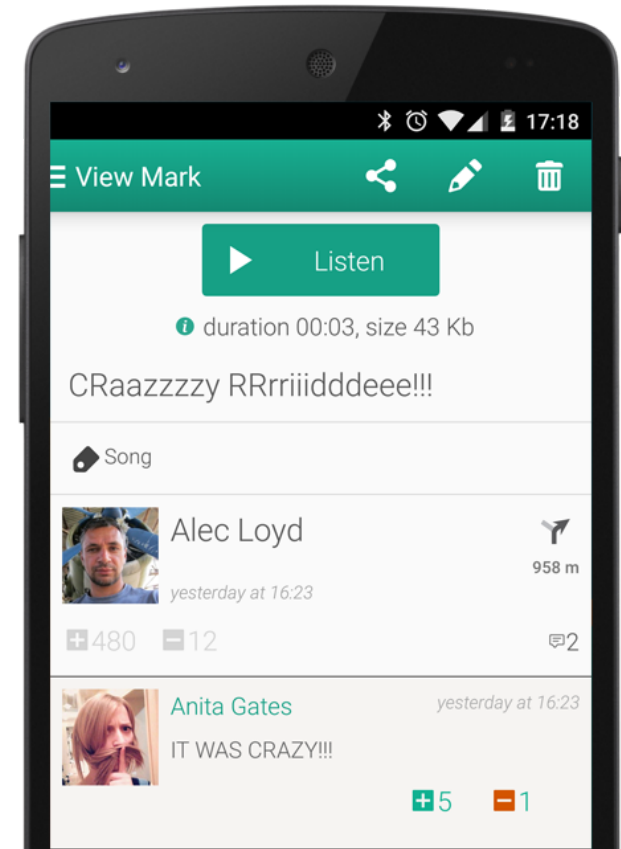 17:18
View Mark
Listen
duration 00:03, size 43 Kb
CRaazzzzy RRrriiidddeee!!!
Song
Alec Loyd
958 m
yesterday at 16:23
480 12 2
Anita Gates yesterday at 16:23
IT WAS CRAZY!!!
5 1